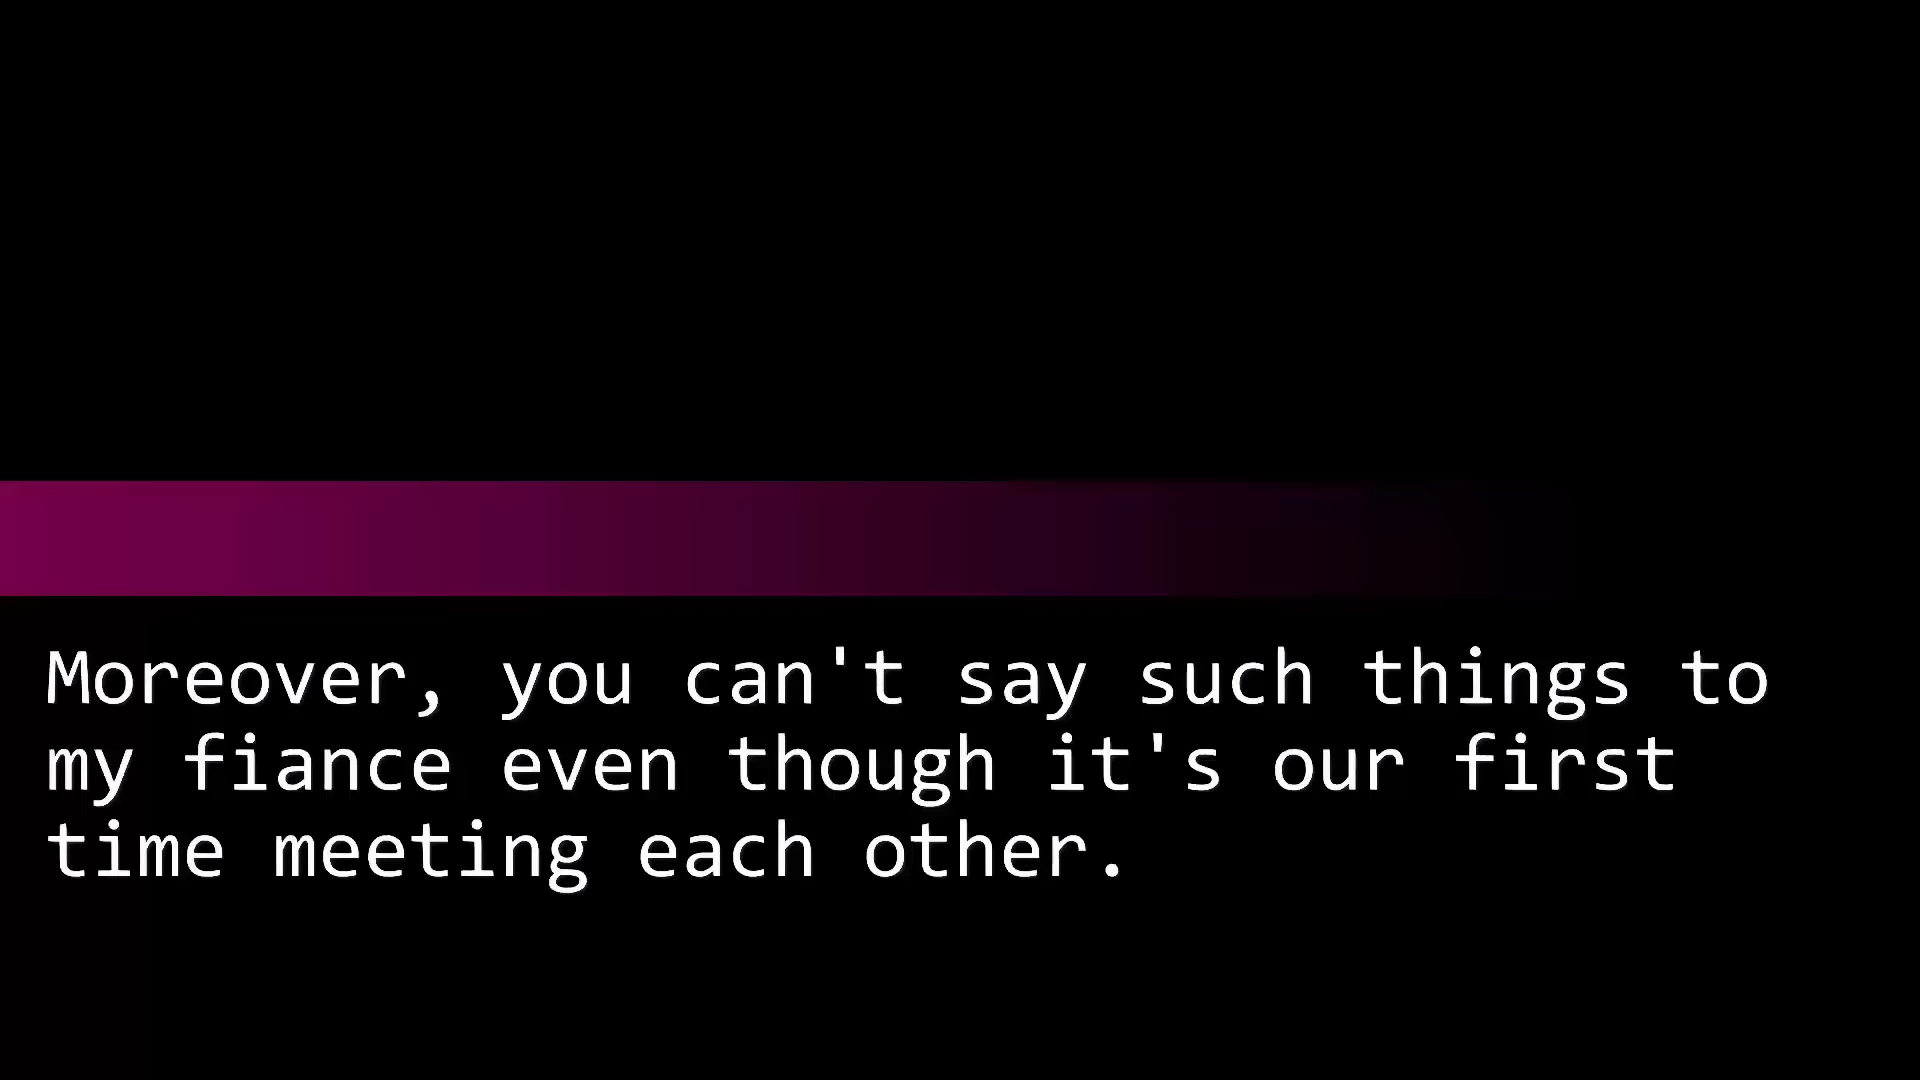 Moreover, you can't say such things to
my fiance even though it's our first
time meeting each other.